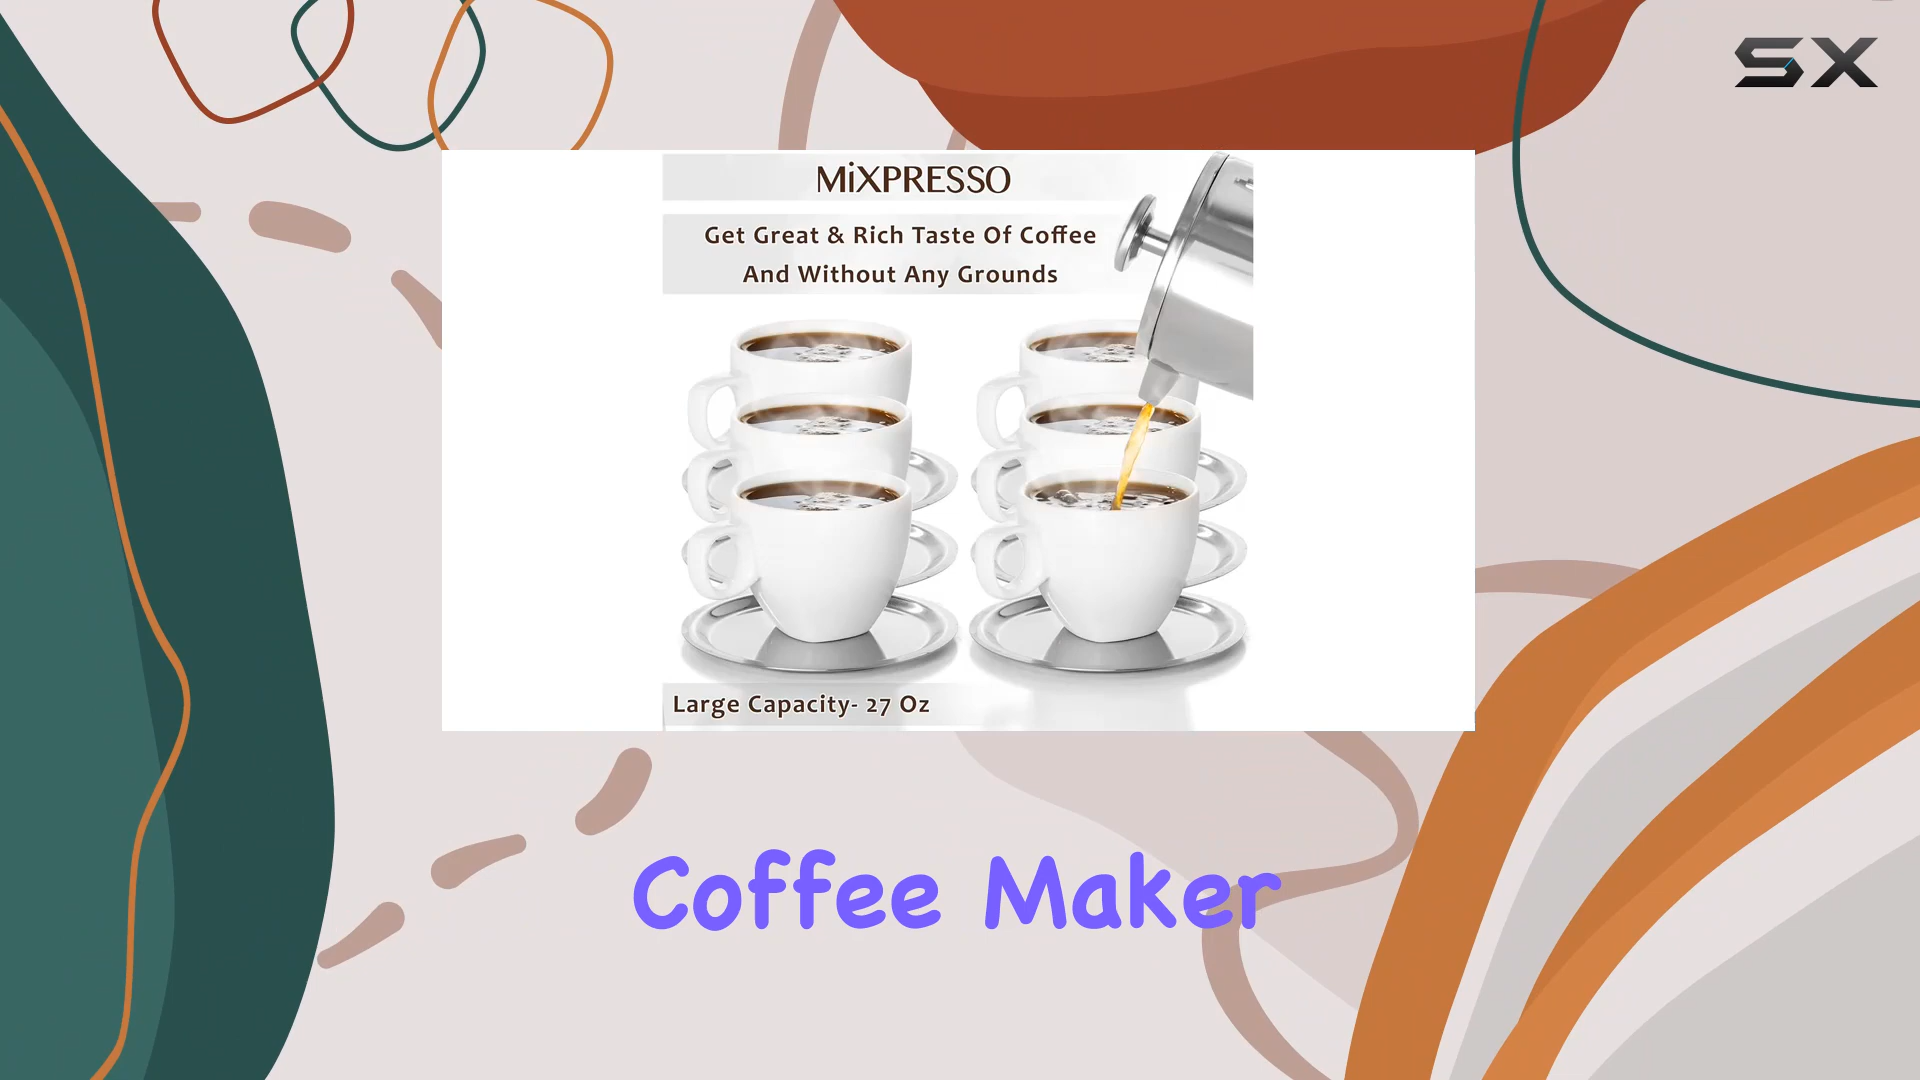 SX
MiXPRESSO
Get Great & Rich Taste Of Coffee
And Without Any Grounds
Large Capacity- 27 Oz
Coffee Maker